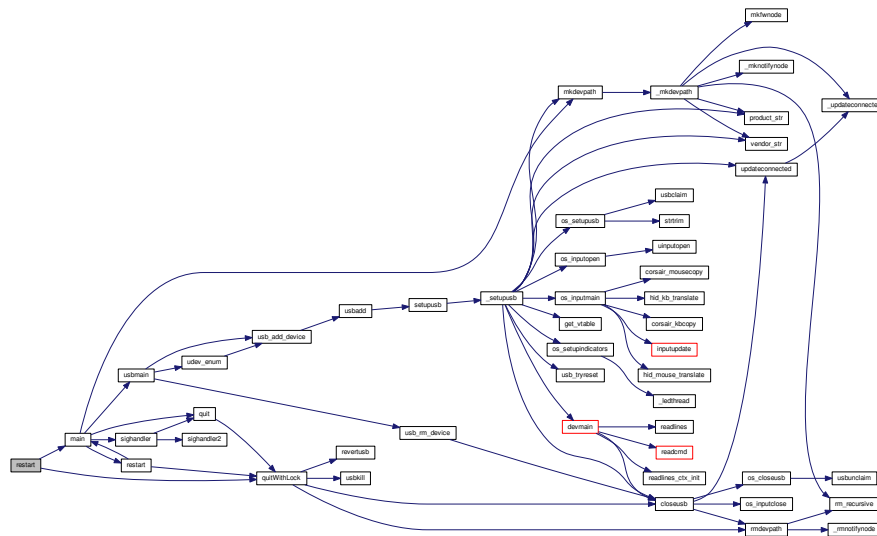 mkfwnode
_mknotifynode
mkdevpath
_mkdevpath
_updateconnected
product_str
vendor_str
updateconnected
usbclaim
os_setupusb
strtrim
uinputopen
os_inputopen
corsair_mousecopy
_setupusb
os_inputmain
hid_kb_translate
setupusb
usbadd
get_vtable
corsair_kbcopy
usb_add_device
os_setupindicators
inputupdate
udev_enum
usbmain
usb_tryreset
hid_mouse_translate
_ledthread
quit
devmain
readlines
main
sighandler
sighandler2
usb_rm_device
revertusb
readcmd
restart
restart
quitWithLock
usbkill
readlines_ctx_init
os_closeusb
usbunclaim
closeusb
os_inputclose
rm_recursive
rmdevpath
_rmnotifynode